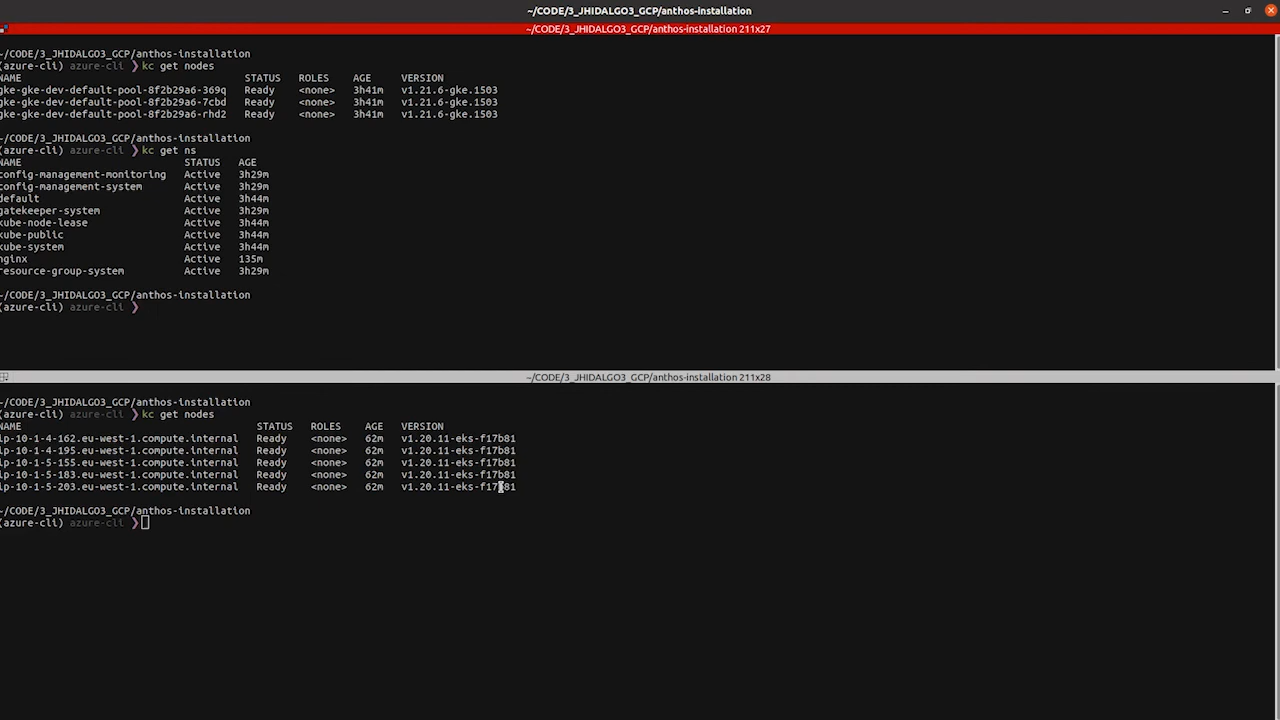 ~/CODE/3_JHIDALGO3_GCP/anthos-installation
~/CODE/3_JHIDALGO3_GCP/anthos-installation 211x27
~/CODE/3_JHIDALGO3_GCP/anthos-installation
(azure-cli) azure-cli ❯ kc get nodes
NAME STATUS ROLES AGE VERSION
gke-gke-dev-default-pool-8f2b29a6-369q Ready <none> 3h41m v1.21.6-gke.1503
gke-gke-dev-default-pool-8f2b29a6-7cbd Ready <none> 3h41m v1.21.6-gke.1503
gke-gke-dev-default-pool-8f2b29a6-rhd2 Ready <none> 3h41m v1.21.6-gke.1503
~/CODE/3_JHIDALGO3_GCP/anthos-installation
(azure-cli) azure-cli ❯ kc get ns
NAME STATUS AGE
config-management-monitoring Active 3h29m
config-management-system Active 3h29m
default Active 3h44m
gatekeeper-system Active 3h29m
kube-node-lease Active 3h44m
kube-public Active 3h44m
kube-system Active 3h44m
nginx Active 135m
resource-group-system Active 3h29m
~/CODE/3_JHIDALGO3_GCP/anthos-installation
(azure-cli) azure-cli ❯
~/CODE/3_JHIDALGO3_GCP/anthos-installation 211x28
~/CODE/3_JHIDALGO3_GCP/anthos-installation
(azure-cli) azure-cli ❯ kc get nodes
NAME STATUS ROLES AGE VERSION
ip-10-1-4-162.eu-west-1.compute.internal Ready <none> 62m v1.20.11-eks-f17b81
ip-10-1-4-195.eu-west-1.compute.internal Ready <none> 62m v1.20.11-eks-f17b81
ip-10-1-5-155.eu-west-1.compute.internal Ready <none> 62m v1.20.11-eks-f17b81
ip-10-1-5-183.eu-west-1.compute.internal Ready <none> 62m v1.20.11-eks-f17b81
ip-10-1-5-203.eu-west-1.compute.internal Ready <none> 62m v1.20.11-eks-f17b81
~/CODE/3_JHIDALGO3_GCP/anthos-installation
(azure-cli) azure-cli ❯